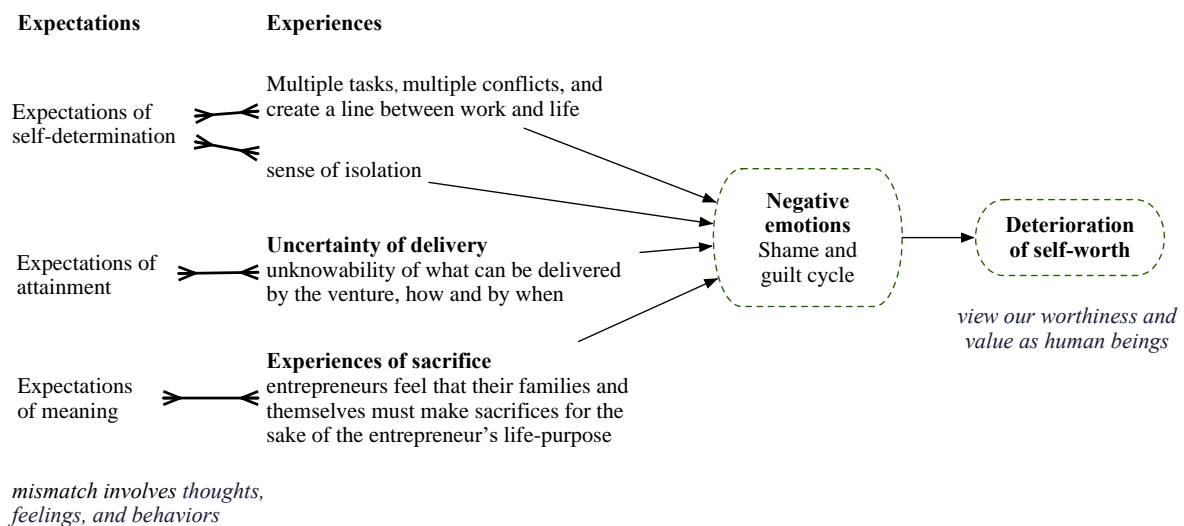 Expectations
Experiences
Expectations of
self-determination
Multiple tasks, multiple conflicts, and
create a line between work and life
sense of isolation
Expectations of
attainment
Uncertainty of delivery
unknowability of what can be delivered
by the venture, how and by when
Expectations
of meaning
Experiences of sacrifice
entrepreneurs feel that their families and
themselves must make sacrifices for the
sake of the entrepreneur’s life-purpose
Negative
emotions
Shame and
guilt cycle
Deterioration
of self-worth
view our worthiness and
value as human beings
mismatch involves thoughts,
feelings, and behaviors